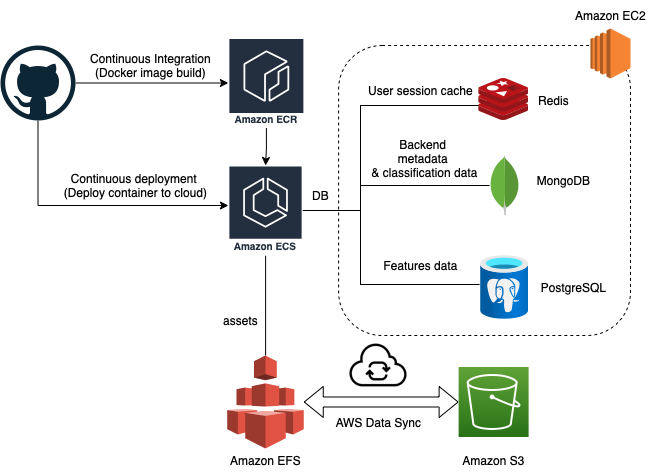 Amazon EC2
Continuous Integration
(Docker image build)
User session cache
Redis
Amazon ECR
Backend
metadata
& classification data
MongoDB
Continuous deployment
(Deploy container to cloud)
DB
Amazon ECS
Features data
PostgreSQL
assets
AWS Data Sync
Amazon EFS
Amazon S3